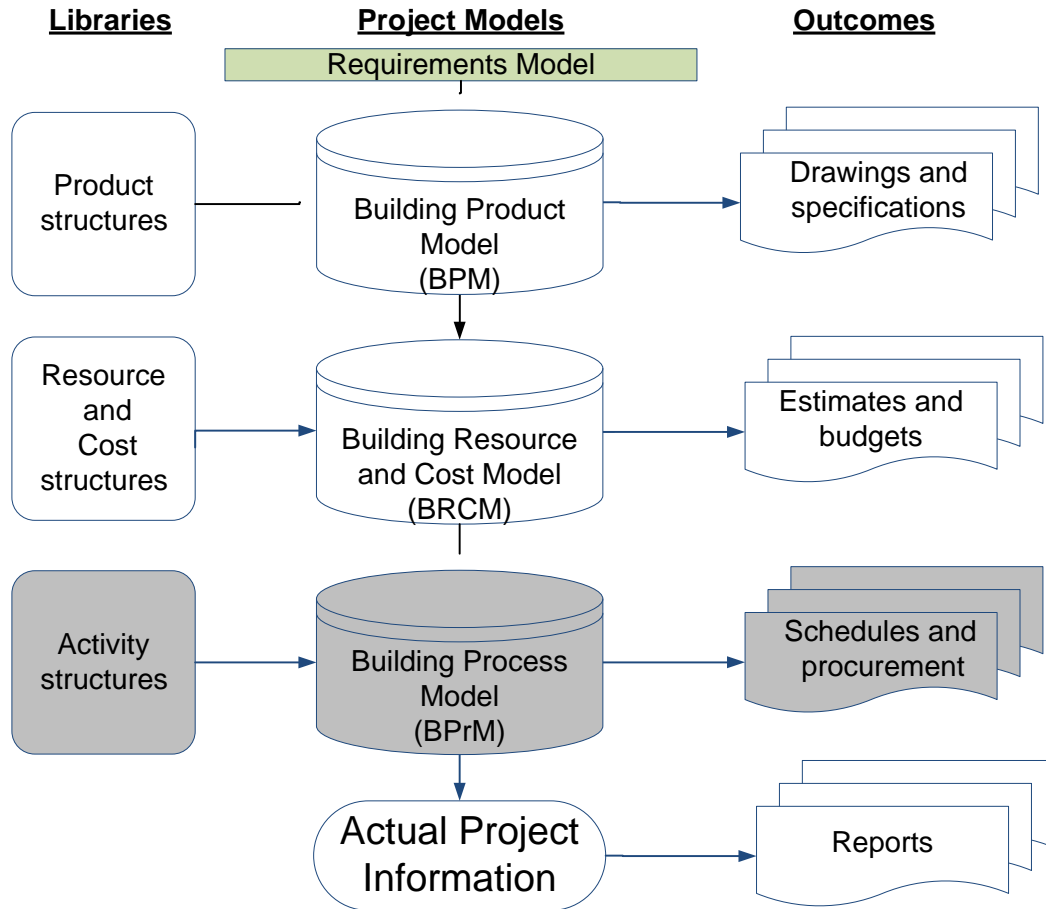 Libraries
Project Models
Outcomes
Requirements Model
Product
structures
Building Product
Model
(BPM)
Drawings and
specifications
Resource
and
Cost
structures
Building Resource
and Cost Model
(BRCM)
Estimates and
budgets
Activity
structures
Building Process
Model
(BPrM)
Schedules and
procurement
Actual Project
Information
Reports